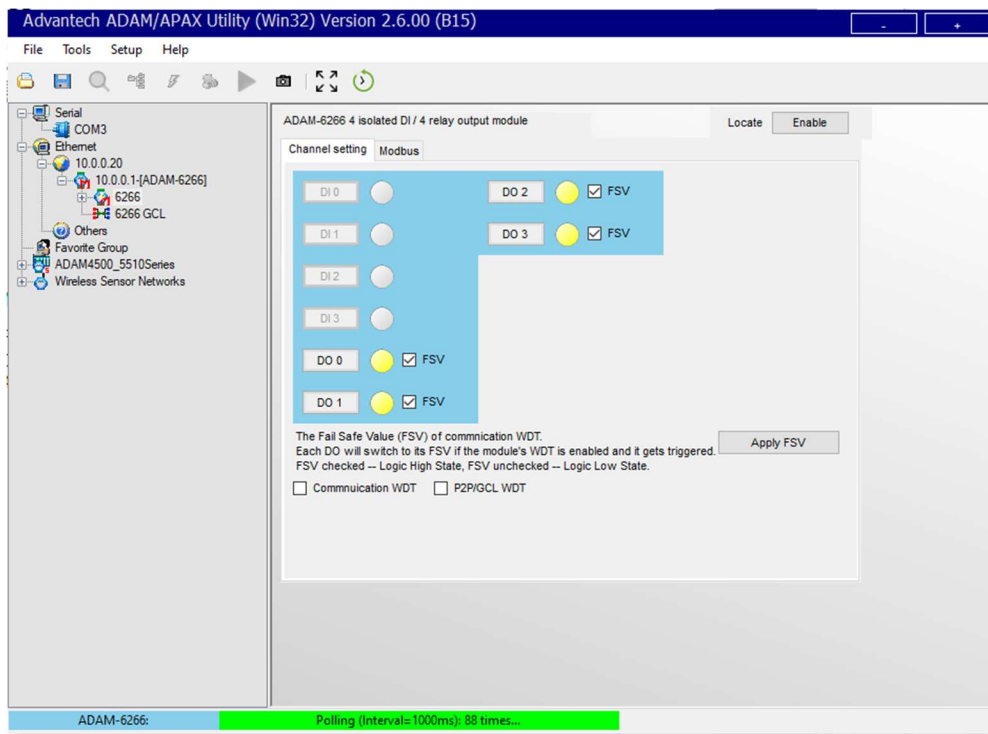 Advantech ADAM/APAX Utility (Win32) Version 2.6.00 (B15)
File Tools Setup Help
Serial
COM3
Ethernet
10.0.0.20
10.0.0.1-[ADAM-6266]
6266
6266 GCL
Others
Favorite Group
ADAM4500_5510Series
Wireless Sensor Networks
ADAM-6266 4 isolated DI / 4 relay output module
Locate Enable
Channel setting Modbus
DI 0 DO 2 FSV
DI 1 DO 3 FSV
DI 2
DI 3
DO 0 FSV
DO 1 FSV
The Fail Safe Value (FSV) of commnication WDT.
Each DO will switch to its FSV if the module's WDT is enabled and it gets triggered.
FSV checked -- Logic High State, FSV unchecked -- Logic Low State.
Apply FSV
Commnuication WDT P2P/GCL WDT
ADAM-6266: Polling (Interval=1000ms): 88 times...